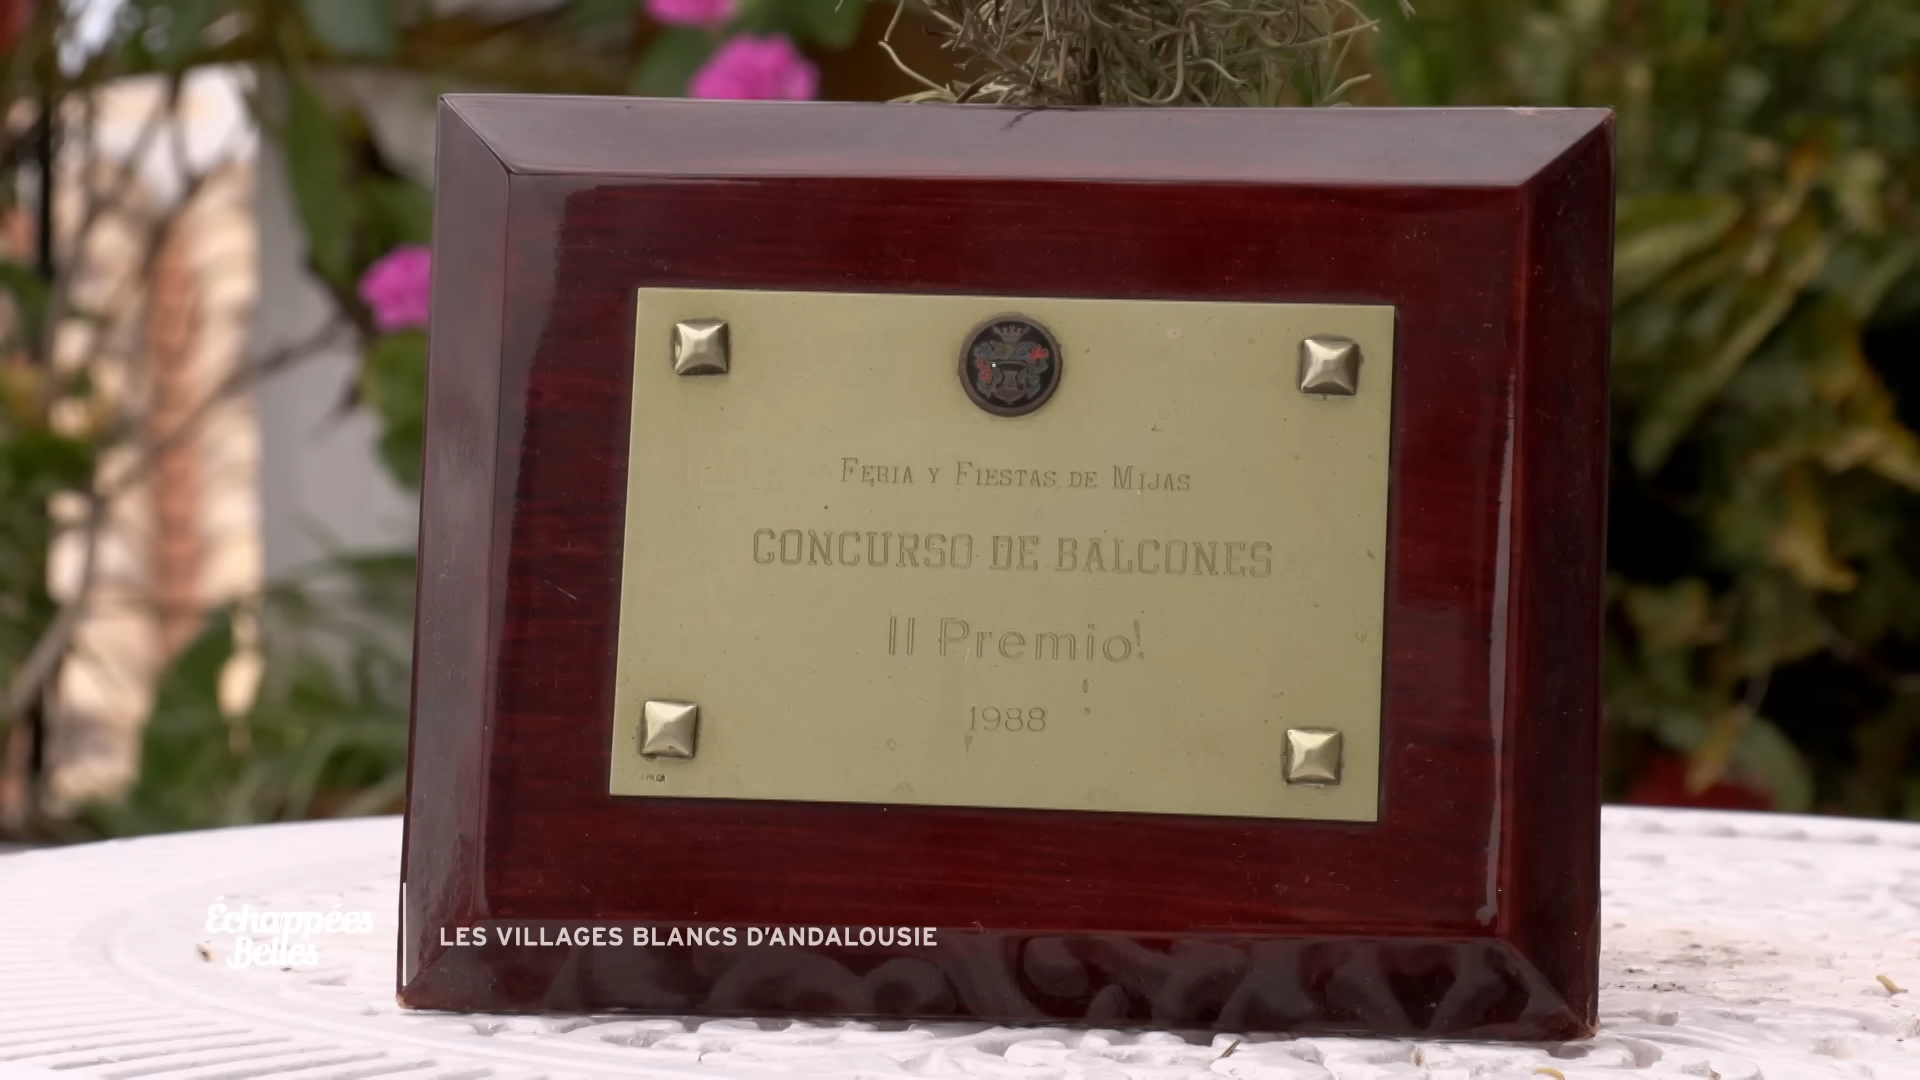 FERIA Y FIESTAS DE MIJAS
CONCURSO DE BALCONES
II Premio!
1988
Échappées
Belles
LES VILLAGES BLANCS D'ANDALOUSIE